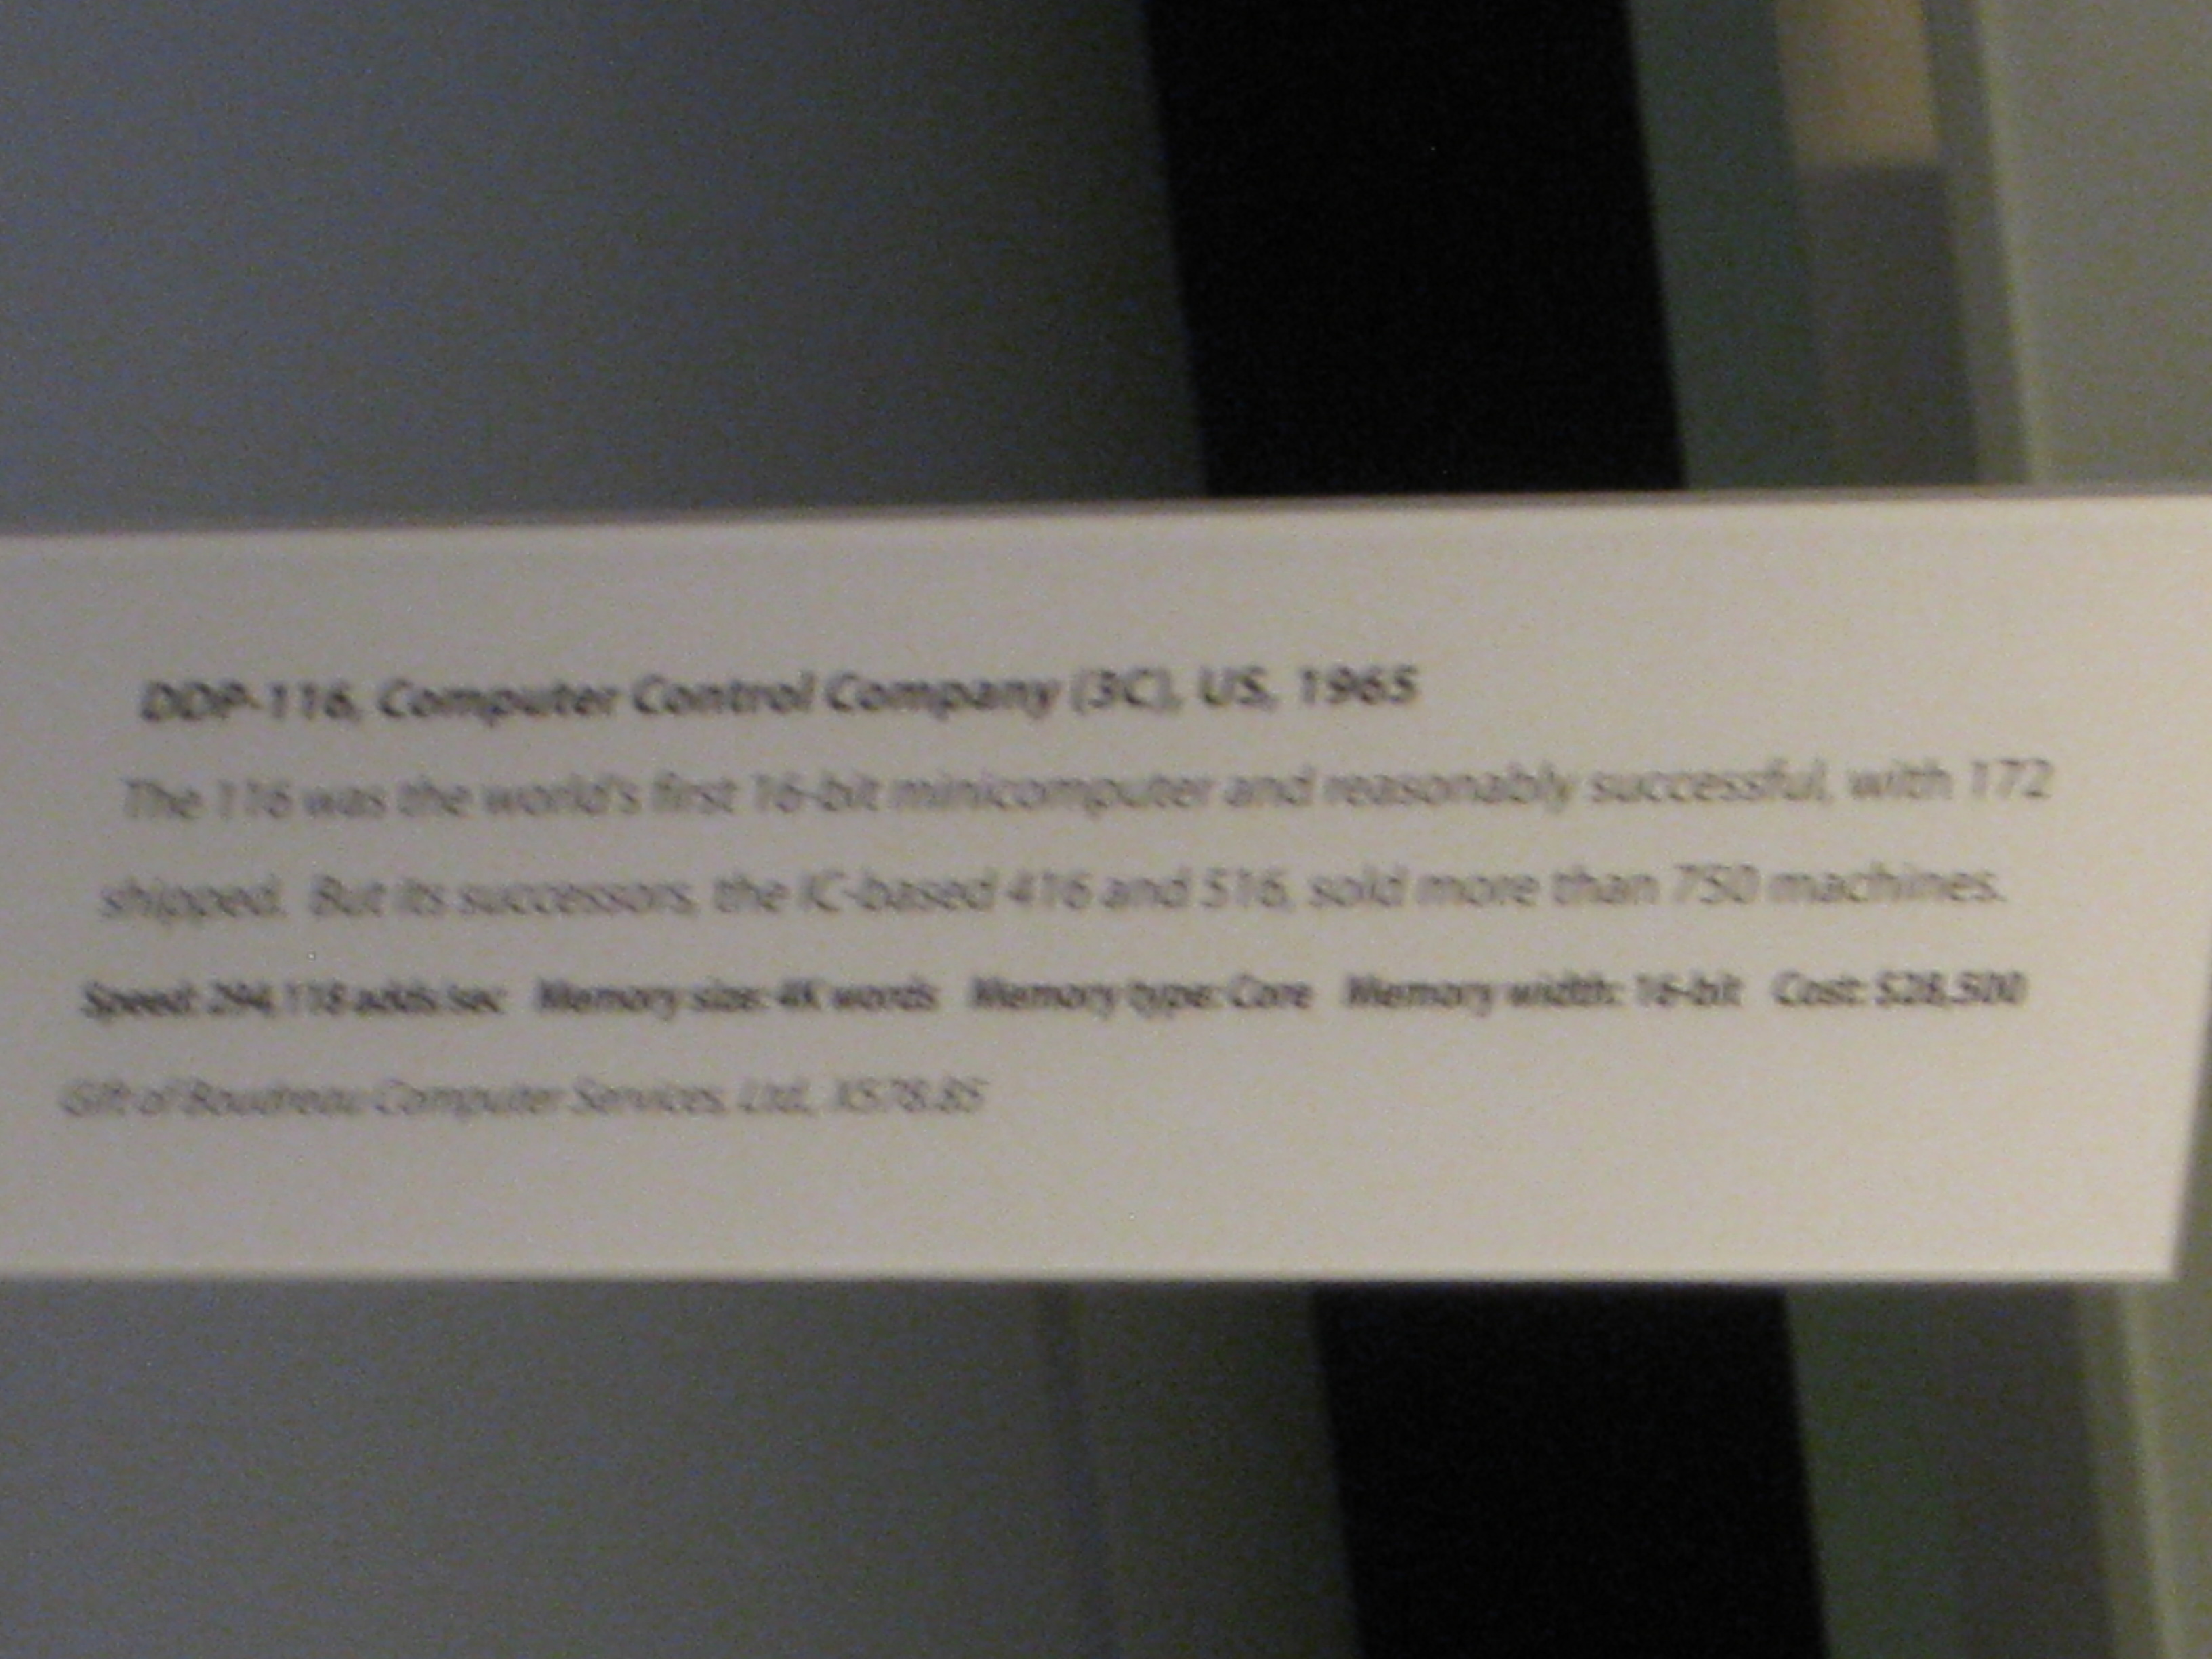 DDP-116, Computer Control Company (3C), US, 1965
The 116 was the world's first 16-bit minicomputer and reasonably successful, with 172
shipped. But its successors, the IC-based 416 and 516, sold more than 750 machines.
Speed: 294,118 adds/sec Memory size: 4K words Memory type: Core Memory width: 16-bit Cost: $28,500
Gift of Boudreau Computer Services, Ltd., X578.85